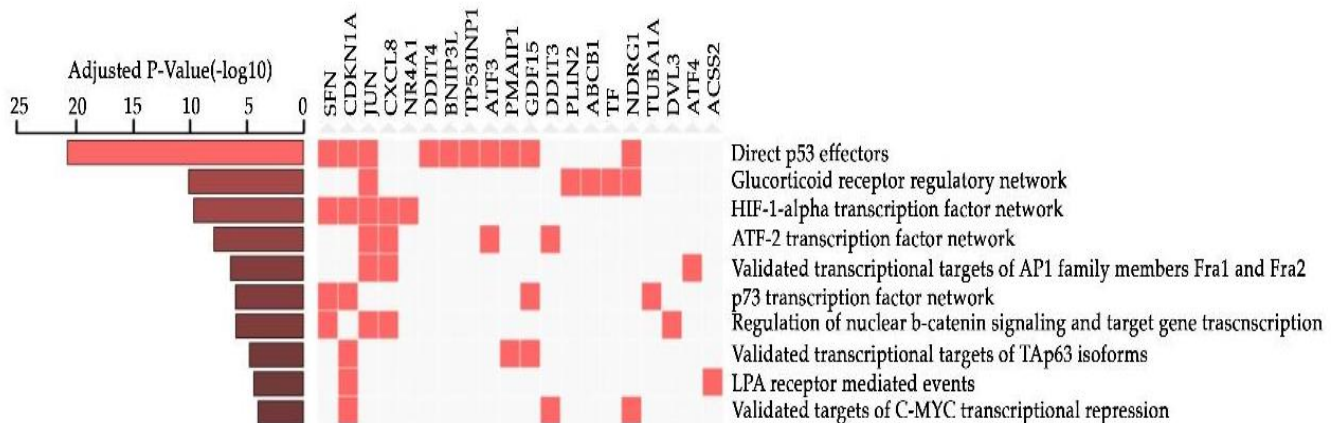 Adjusted P-Value(-log10)
25 20 15 10 5 0
SFN
CDKN1A
JUN
CXCL8
NR4A1
DDIT4
BNIP3L
TP53INP1
ATF3
PMAIP1
GDF15
DDIT3
PLIN2
ABCB1
TF
NDRG1
TUBA1A
DVL3
ATF4
ACSS2
Direct p53 effectors
Glucorticoid receptor regulatory network
HIF-1-alpha transcription factor network
ATF-2 transcription factor network
Validated transcriptional targets of AP1 family members Fra1 and Fra2
p73 transcription factor network
Regulation of nuclear b-catenin signaling and target gene trascnscription
Validated transcriptional targets of TAp63 isoforms
LPA receptor mediated events
Validated targets of C-MYC transcriptional repression